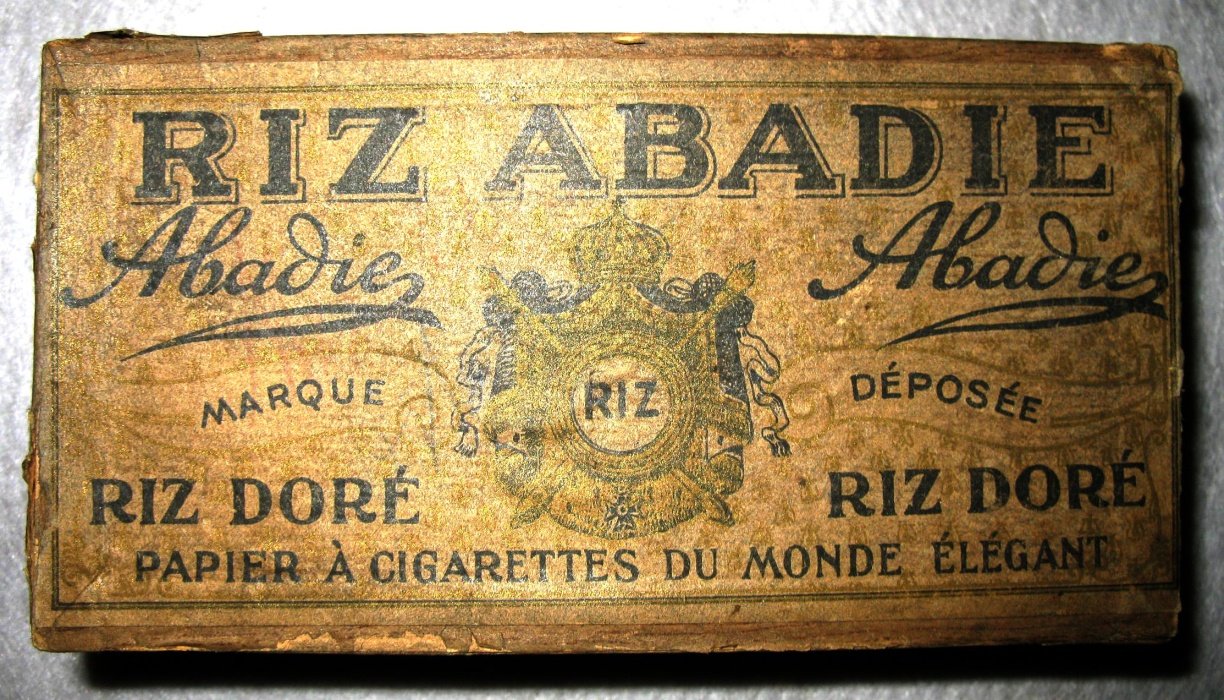 RIZ ABADIE
Abadie Abadie
MARQUE RIZ DÉPOSÉE
RIZ DORÉ RIZ DORÉ
PAPIER À CIGARETTES DU MONDE ÉLÉGANT